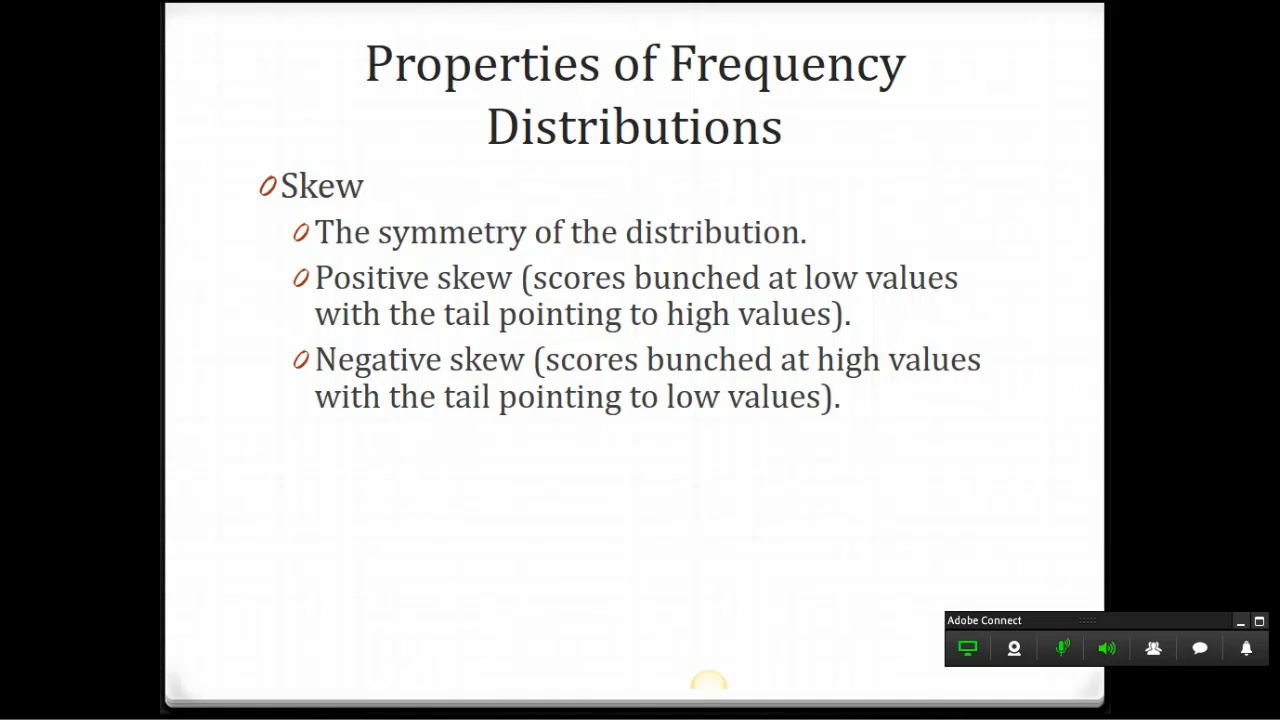 Properties of Frequency
Distributions
Skew
The symmetry of the distribution.
Positive skew (scores bunched at low values
with the tail pointing to high values).
Negative skew (scores bunched at high values
with the tail pointing to low values).
Adobe Connect